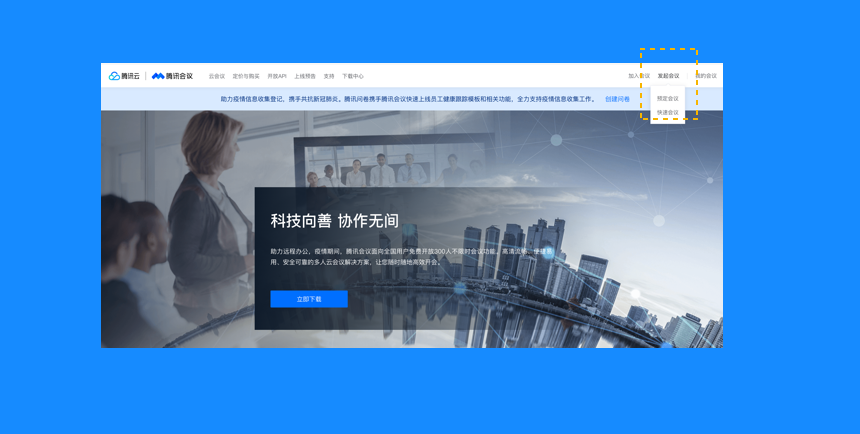 腾讯云 腾讯会议 云会议 定价与购买 开放API 上线预告 支持 下载中心 加入会议 发起会议 我的会议
助力疫情信息收集登记，携手共抗新冠肺炎。腾讯问卷携手腾讯会议快速上线员工健康跟踪模板和相关功能，全力支持疫情信息收集工作。 创建问卷
预定会议
快速会议
科技向善 协作无间
助力远程办公，疫情期间，腾讯会议面向全国用户免费开放300人不限时会议功能。高清流畅、便捷易
用、安全可靠的多人云会议解决方案，让您随时随地高效开会。
立即下载